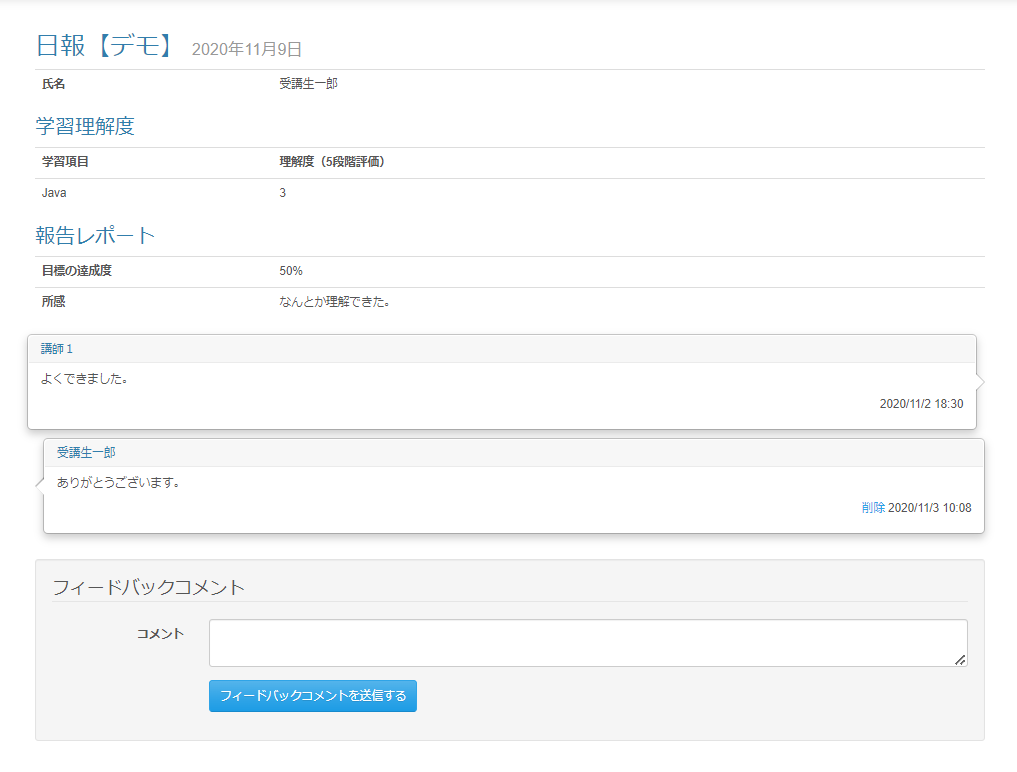 日報【デモ】 2020年11月9日
氏名 受講生一郎
学習理解度
学習項目 理解度（5段階評価）
Java 3
報告レポート
目標の達成度 50%
所感 なんとか理解できた。
講師１
よくできました。
2020/11/2 18:30
受講生一郎
ありがとうございます。
削除 2020/11/3 10:08
フィードバックコメント
コメント
フィードバックコメントを送信する